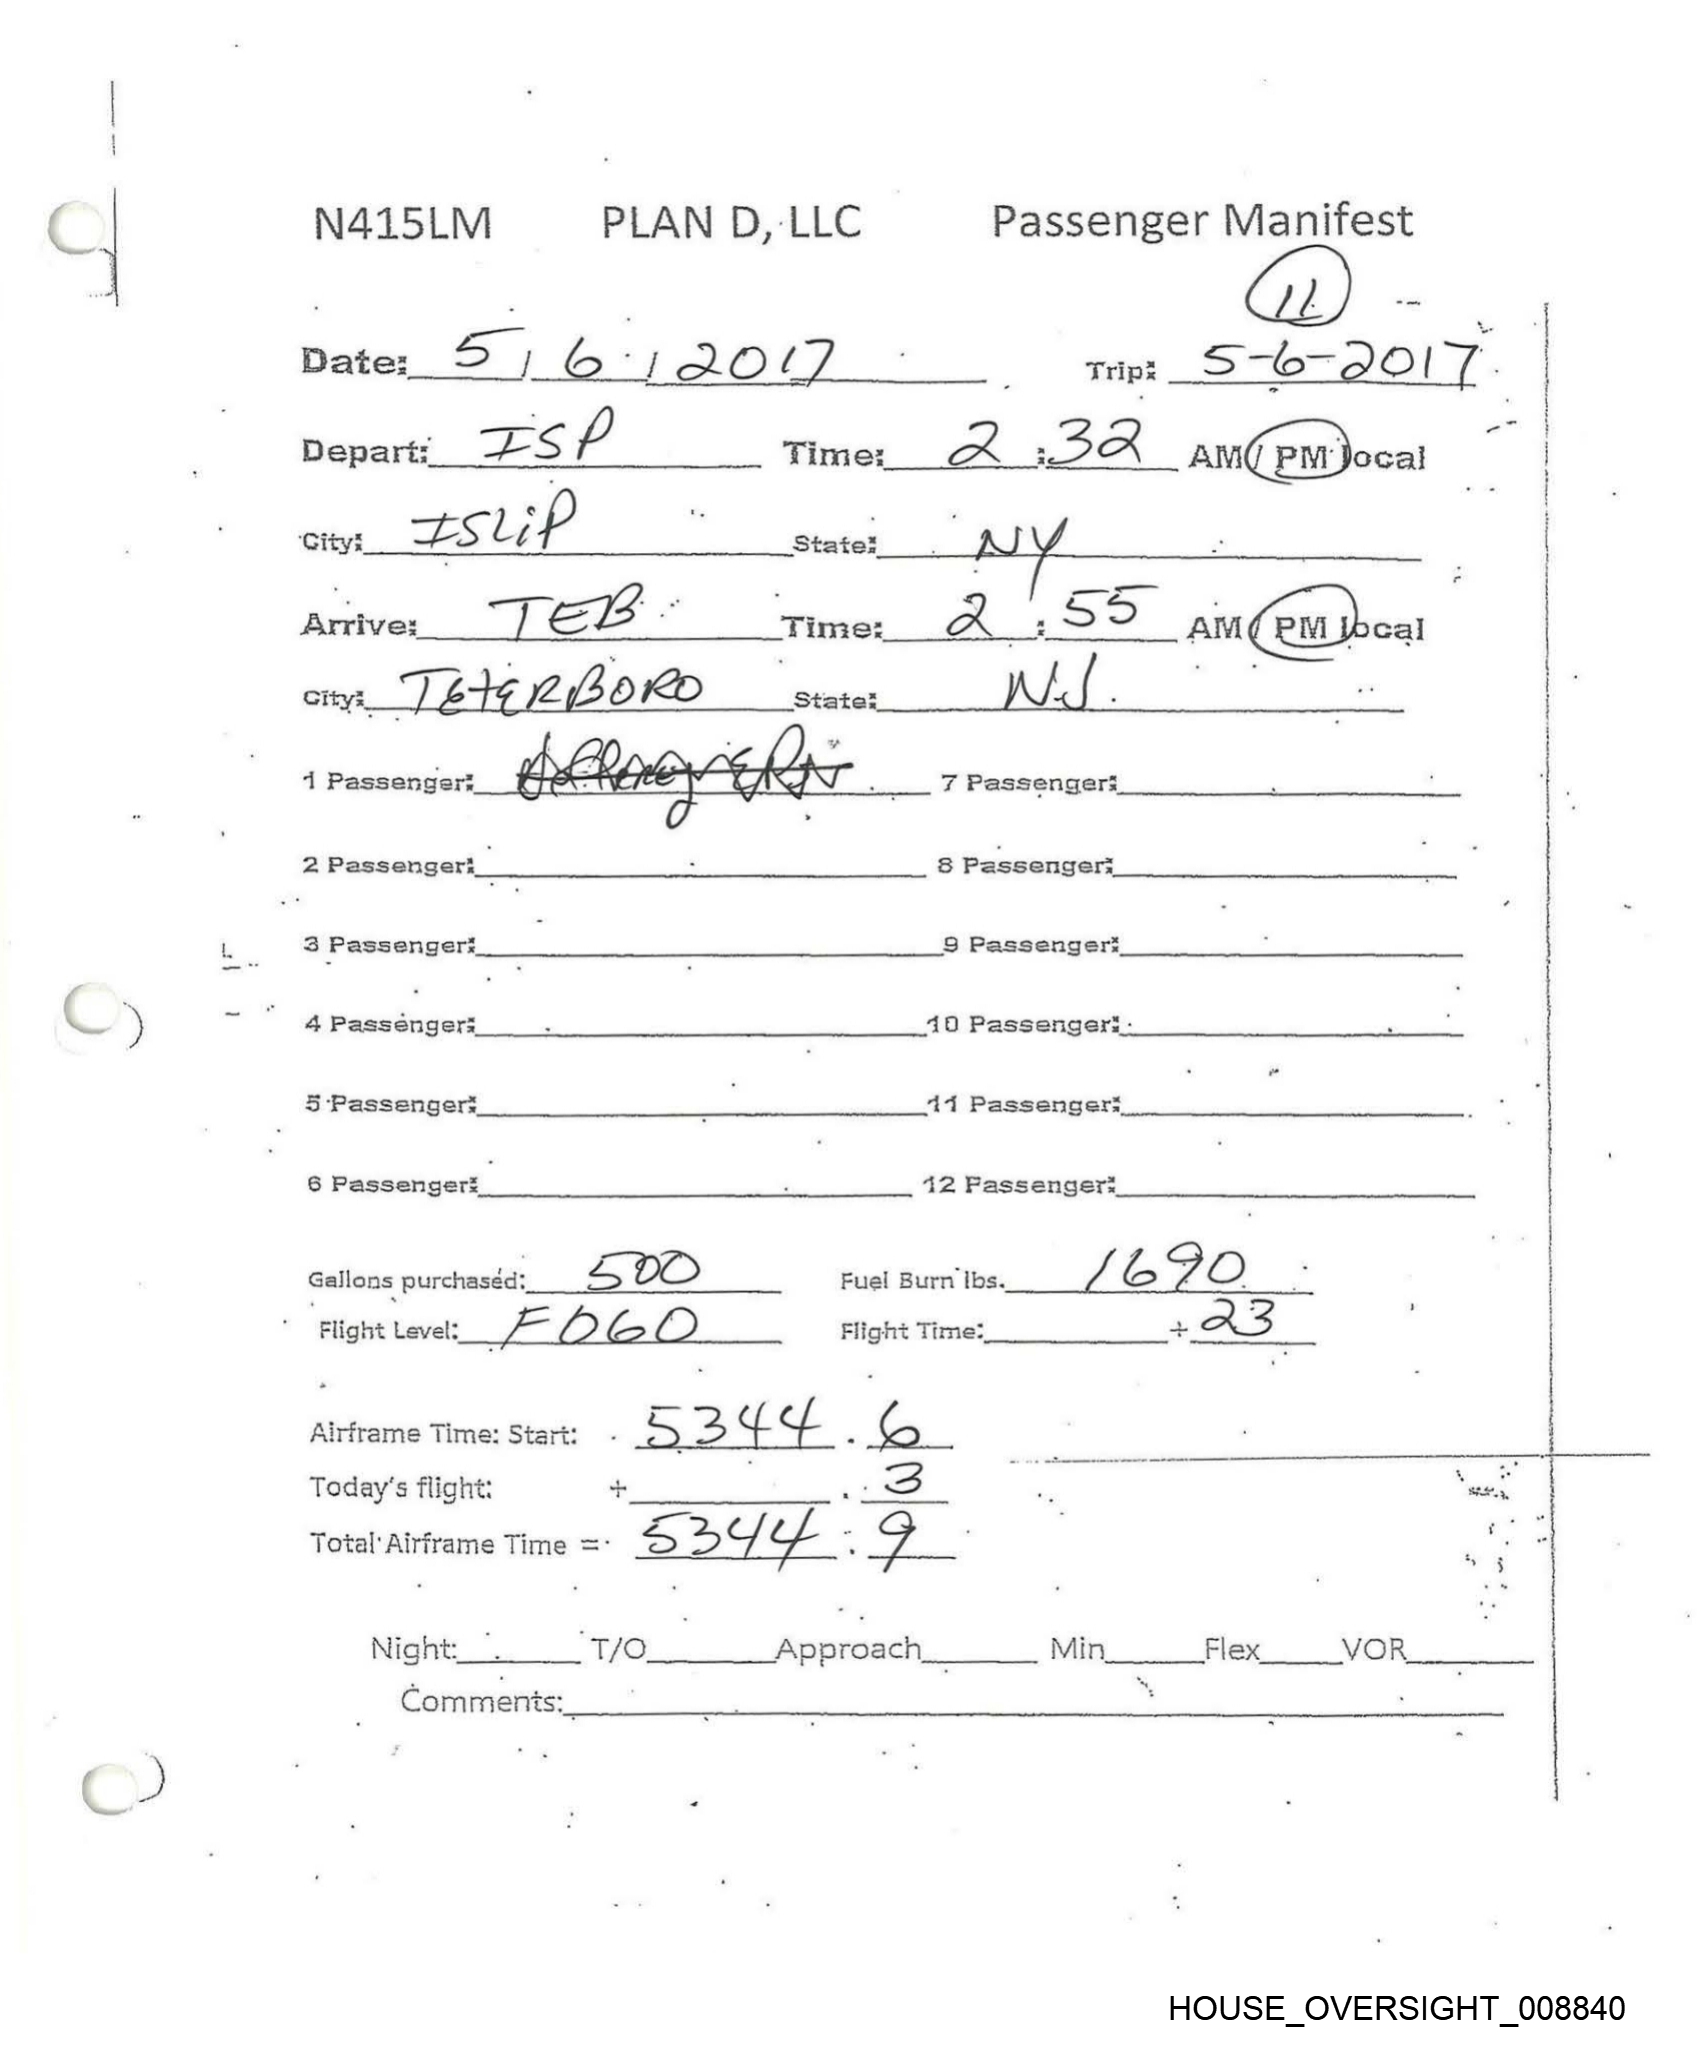 N415LM PLAN D, LLC Passenger Manifest
11
Date: 5/6/2017 Trip: 5-6-2017
Depart: ISP Time: 2:32 AM/PM local
City: ISLiP State: NY
Arrive: TEB Time: 2:55 AM/PM local
City: TETERBORO State: NJ.
1 Passenger: 7 Passenger:
2 Passenger: 8 Passenger:
3 Passenger: 9 Passenger:
4 Passenger: 10 Passenger:
5 Passenger: 11 Passenger:
6 Passenger: 12 Passenger:
Gallons purchased: 500 Fuel Burn lbs. 1690
Flight Level: F060 Flight Time: + 23
Airframe Time: Start: 5344.6
Today's flight: + .3
Total Airframe Time = 5344.9
Night: T/O Approach Min Flex VOR
Comments:
HOUSE_OVERSIGHT_008840